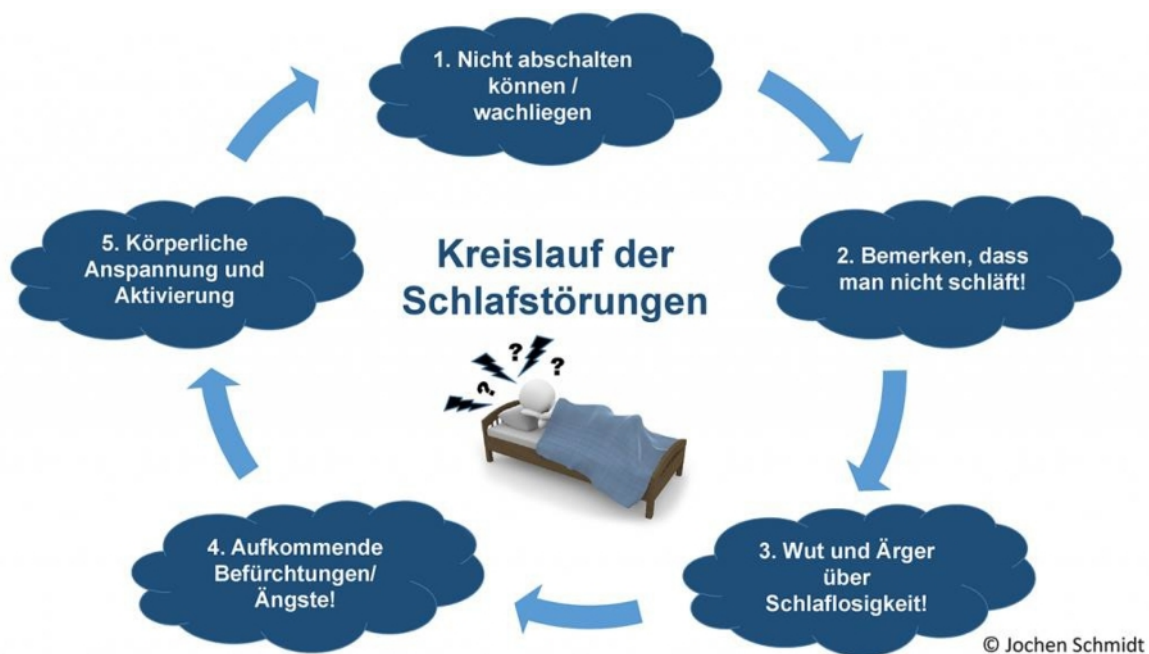 1. Nicht abschalten
können /
wachliegen
2. Bemerken, dass
man nicht schläft!
3. Wut und Ärger
über
Schlaflosigkeit!
4. Aufkommende
Befürchtungen/
Ängste!
5. Körperliche
Anspannung und
Aktivierung
Kreislauf der
Schlafstörungen
? ? ?
© Jochen Schmidt